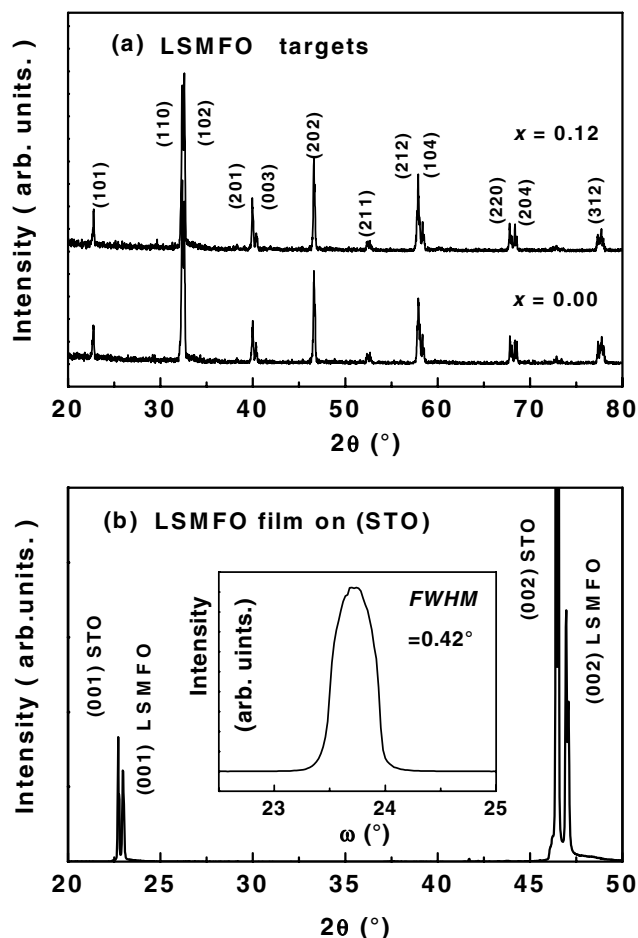 (a) LSMFO targets
Intensity ( arb. units. )
(101)
(110)
(102)
(201)
(003)
(202)
(211)
(212)
(104)
(220)
(204)
(312)
x = 0.12
x = 0.00
20 30 40 50 60 70 80
2θ (°)
(b) LSMFO film on (STO)
Intensity ( arb.units. )
(001) STO
(001) LSMFO
(002) STO
(002) LSMFO
Intensity
(arb. uints.)
FWHM
=0.42°
23 24 25
ω (°)
20 25 30 35 40 45 50
2θ (°)